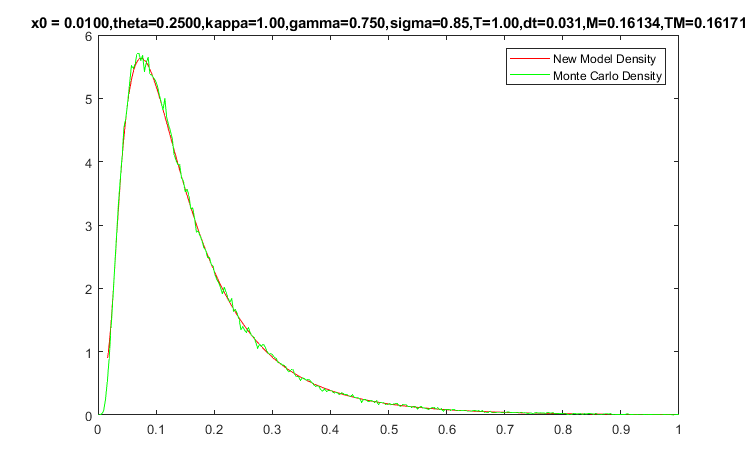 x0 = 0.0100,theta=0.2500,kappa=1.00,gamma=0.750,sigma=0.85,T=1.00,dt=0.031,M=0.16134,TM=0.16171
6
New Model Density
Monte Carlo Density
5
4
3
2
1
0
0 0.1 0.2 0.3 0.4 0.5 0.6 0.7 0.8 0.9 1